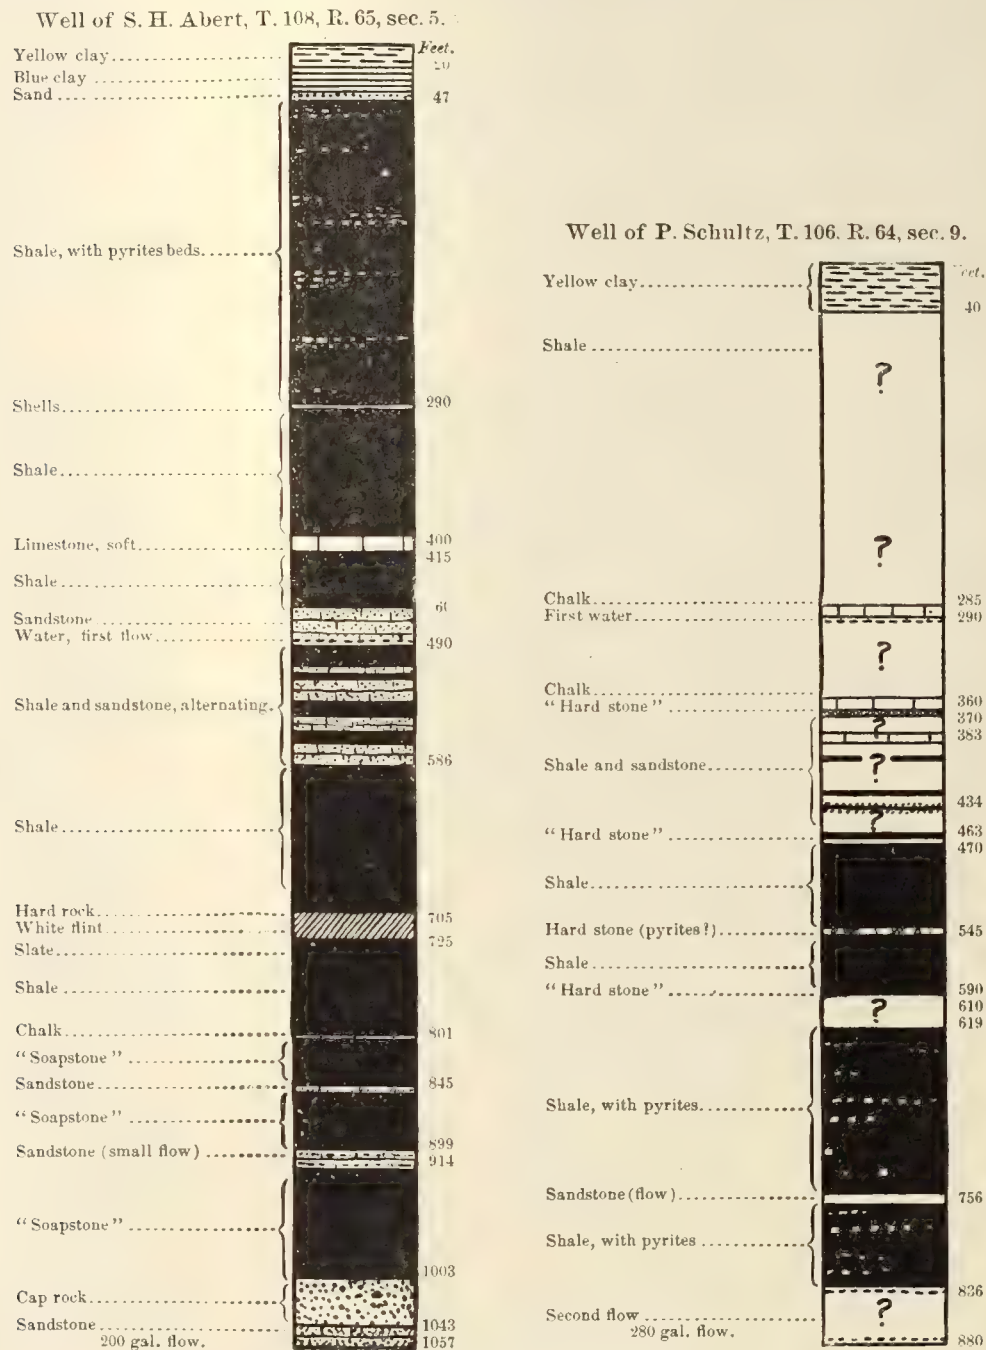 Well of S. H. Abert, T. 108, R. 65, sec. 5.
Feet.
Yellow clay
20
Blue clay
Sand
47
Shale, with pyrites beds.
Shells
290
Shale
Limestone, soft
400
415
Shale
Sandstone
Water, first flow
490
Shale and sandstone, alternating.
586
Shale
Hard rock
705
White flint
725
Slate
Shale
Chalk
801
"Soapstone"
Sandstone
845
"Soapstone"
899
Sandstone (small flow)
914
"Soapstone"
1003
Cap rock
Sandstone
1043
200 gal. flow.
1057
Well of P. Schultz, T. 106. R. 64, sec. 9.
Yellow clay
40
Shale
?
?
Chalk
285
First water
290
?
Chalk
360
"Hard stone"
370
?
383
Shale and sandstone
?
434
?
463
"Hard stone"
470
Shale
Hard stone (pyrites?)
545
Shale
590
"Hard stone"
610
?
619
Shale, with pyrites
Sandstone (flow)
756
Shale, with pyrites
836
Second flow
?
280 gal. flow.
880